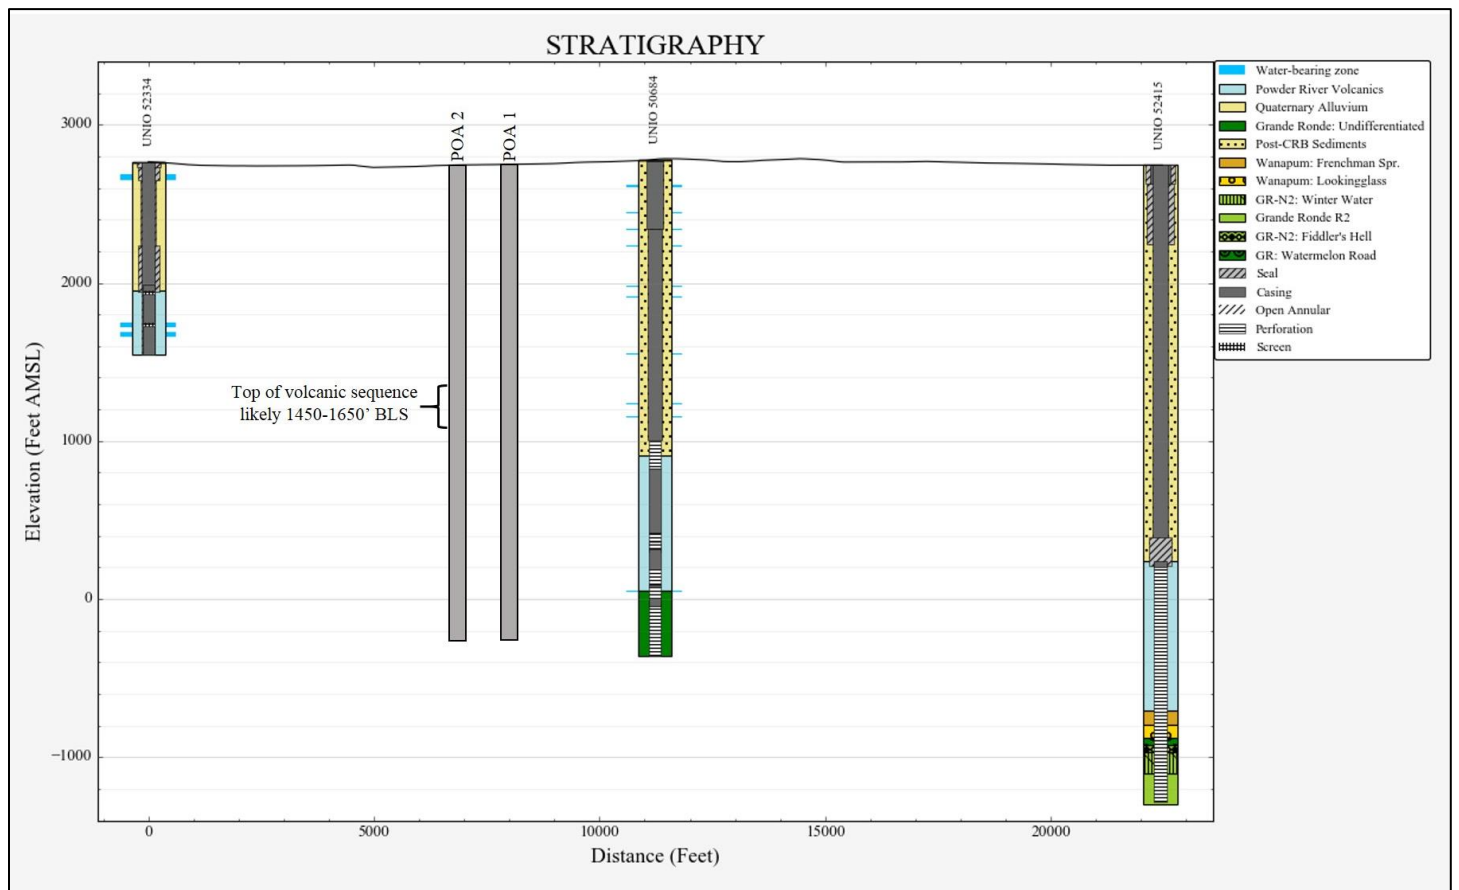 STRATIGRAPHY
UNIO 52334
POA 2
POA 1
UNIO 50684
UNIO 52415
Water-bearing zone
Powder River Volcanics
Quaternary Alluvium
Grande Ronde: Undifferentiated
Post-CRB Sediments
Wanapum: Frenchman Spr.
Wanapum: Lookingglass
GR-N2: Winter Water
Grande Ronde R2
GR-N2: Fiddler's Hell
GR: Watermelon Road
Seal
Casing
Open Annular
Perforation
Screen
Elevation (Feet AMSL)
3000
2000
1000
0
−1000
Top of volcanic sequence
likely 1450-1650’ BLS
0
5000
10000
15000
20000
Distance (Feet)